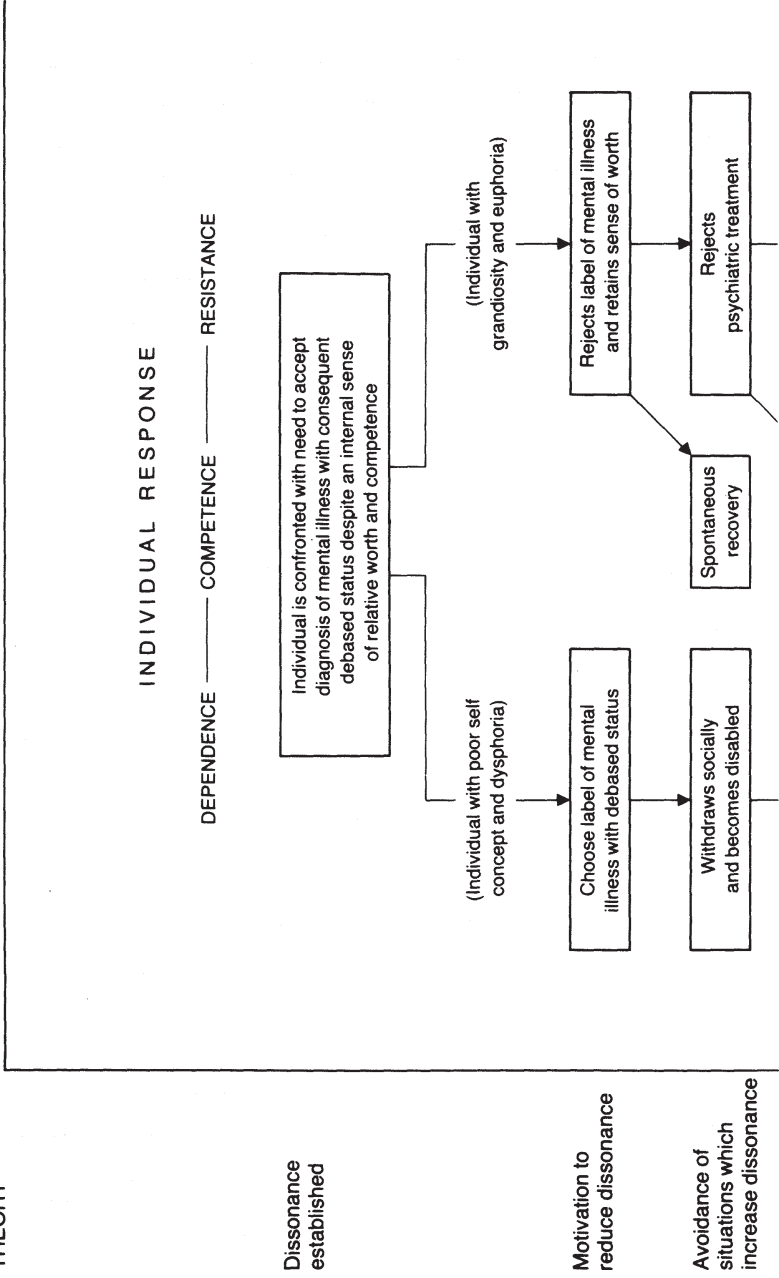 THEORY
INDIVIDUAL RESPONSE
DEPENDENCE COMPETENCE RESISTANCE
Dissonance
established
Individual is confronted with need to accept
diagnosis of mental illness with consequent
debased status despite an internal sense
of relative worth and competence
(Individual with poor self
concept and dysphoria)
(Individual with
grandiosity and euphoria)
Motivation to
reduce dissonance
Choose label of mental
illness with debased status
Rejects label of mental illness
and retains sense of worth
Avoidance of
situations which
increase dissonance
Withdraws socially
and becomes disabled
Spontaneous
recovery
Rejects
psychiatric treatment